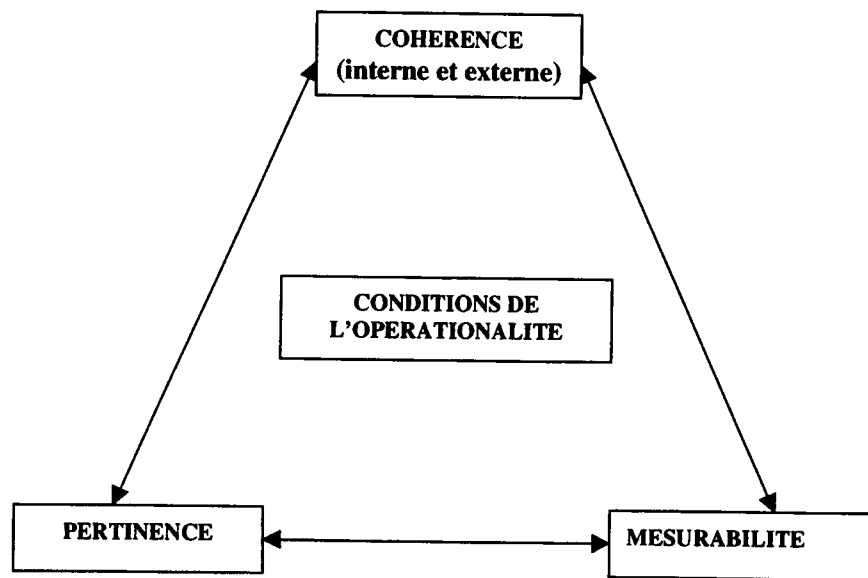 COHERENCE
(interne et externe)
CONDITIONS DE
L'OPERATIONALITE
PERTINENCE
MESURABILITE